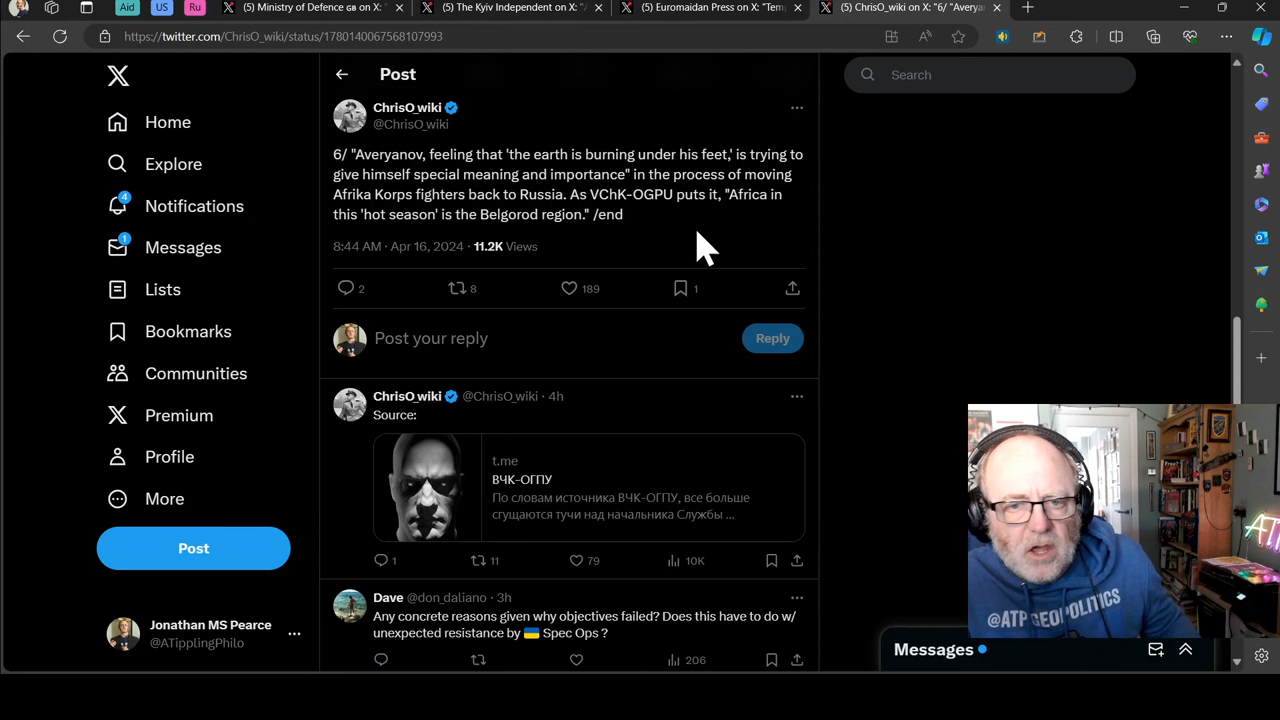 Aid
US
Ru
(5) Ministry of Defence GB on X: "
(5) The Kyiv Independent on X: "A
(5) Euromaidan Press on X: "Tem
(5) ChrisO_wiki on X: "6/ "Averya
https://twitter.com/ChrisO_wiki/status/1780140067568107993
Post
Search
Home
Explore
4
Notifications
1
Messages
Lists
Bookmarks
Communities
Premium
Profile
More
Post
Jonathan MS Pearce
@ATipplingPhilo
ChrisO_wiki
@ChrisO_wiki
6/ "Averyanov, feeling that 'the earth is burning under his feet,' is trying to
give himself special meaning and importance" in the process of moving
Afrika Korps fighters back to Russia. As VChK-OGPU puts it, "Africa in
this 'hot season' is the Belgorod region." /end
8:44 AM · Apr 16, 2024 · 11.2K Views
2 8 189 1
Post your reply
Reply
ChrisO_wiki @ChrisO_wiki · 4h
Source:
t.me
ВЧК-ОГПУ
По словам источника ВЧК-ОГПУ, все больше
сгущаются тучи над начальника Службы ...
1 11 79 10K
Dave @don_daliano · 3h
Any concrete reasons given why objectives failed? Does this have to do w/
unexpected resistance by Spec Ops ?
206
Messages
@ATP GEOPOLITICS